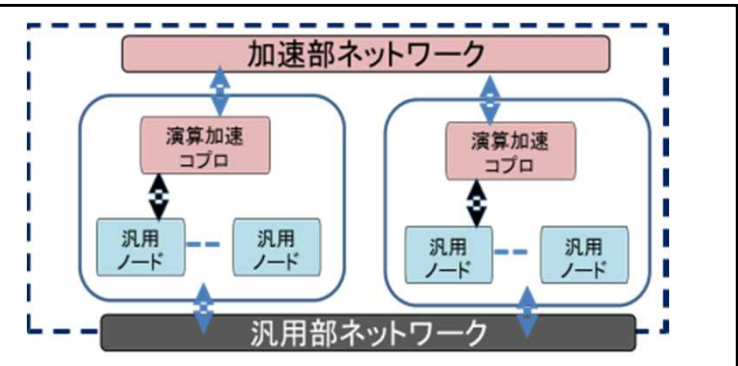 加速部ネットワーク
演算加速
コプロ
演算加速
コプロ
汎用
ノード
汎用
ノード
汎用
ノード
汎用
ノード
汎用部ネットワーク